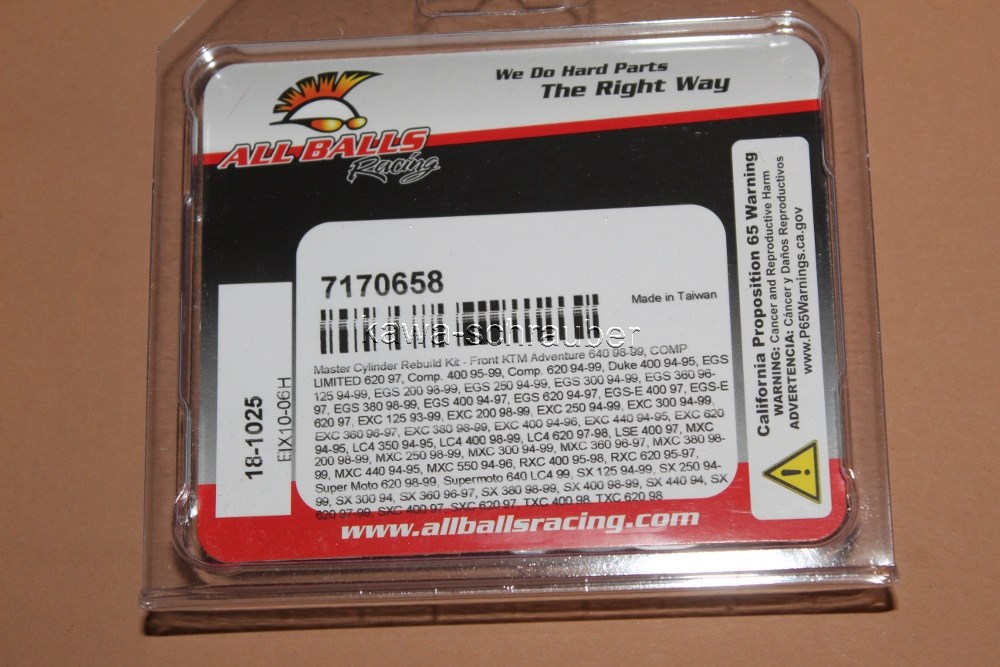 We Do Hard Parts
The Right Way
ALL BALLS
Racing
7170658
Made in Taiwan
kawa-schrauber
Master Cylinder Rebuild Kit - Front KTM Adventure 640 98-99, COMP
LIMITED 620 97, Comp. 400 95-99, Comp. 620 94-99, Duke 400 94-95, EGS
125 94-99, EGS 200 98-99, EGS 250 94-99, EGS 300 94-99, EGS 360 96-
97, EGS 380 98-99, EGS 400 94-97, EGS 620 94-97, EGS-E 400 97, EGS-E
620 97, EXC 125 93-99, EXC 200 98-99, EXC 250 94-99, EXC 300 94-99,
EXC 360 96-97, EXC 380 98-99, EXC 400 94-96, EXC 440 94-95, EXC 620
94-95, LC4 350 94-95, LC4 400 98-99, LC4 620 97-98, LSE 400 97, MXC
200 98-99, MXC 250 98-99, MXC 300 94-99, MXC 360 96-97, MXC 380 98-
99, MXC 440 94-95, MXC 550 94-96, RXC 400 95-98, RXC 620 95-97,
Super Moto 620 98-99, Supermoto 640 LC4 99, SX 125 94-99, SX 250 94-
99, SX 300 94, SX 360 96-97, SX 380 98-99, SX 400 98-99, SX 440 94, SX
620 97-99, SXC 400 97, SXC 620 97, TXC 400 98, TXC 620 98
www.allballsracing.com
18-1025
EIX10-06H
California Proposition 65 Warning
WARNING: Cancer and Reproductive Harm
ADVERTENCIA: Cáncer y Daños Reproductivos
www.P65Warnings.ca.gov